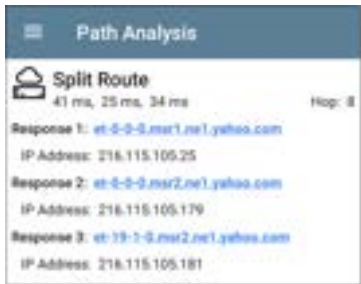 Path Analysis
Split Route
41 ms, 25 ms, 34 ms Hop: 8
Response 1: et-0-0-0.msr1.ne1.yahoo.com
IP Address: 216.115.105.25
Response 2: et-0-0-0.msr2.ne1.yahoo.com
IP Address: 216.115.105.179
Response 3: et-19-1-0.msr2.ne1.yahoo.com
IP Address: 216.115.105.181